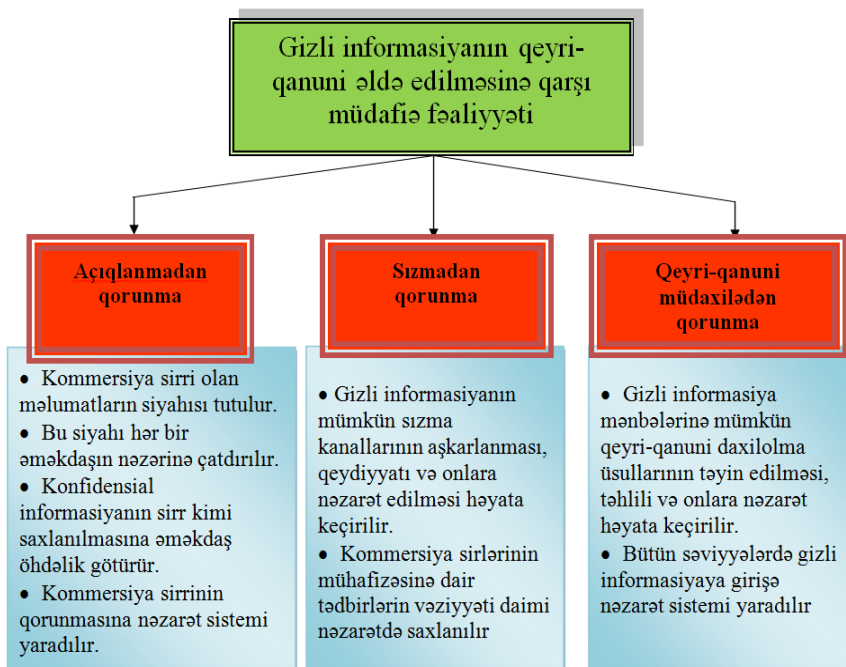 Gizli informasiyanın qeyri-
qanuni əldə edilməsinə qarşı
müdafiə fəaliyyəti
Açıqlanmadan
qorunma
• Kommersiya sirri olan
məlumatların siyahısı tutulur.
• Bu siyahı hər bir
əməkdaşın nəzərinə çatdırılır.
• Konfidensial
informasiyanın sirr kimi
saxlanılmasına əməkdaş
öhdəlik götürür.
• Kommersiya sirrinin
qorunmasına nəzarət sistemi
yaradılır.
Sızmadan
qorunma
• Gizli informasiyanın
mümkün sızma
kanallarının aşkarlanması,
qeydiyyatı və onlara
nəzarət edilməsi həyata
keçirilir.
• Kommersiya sirlərinin
mühafizəsinə dair
tədbirlərin vəziyyəti daimi
nəzarətdə saxlanılır
Qeyri-qanuni
müdaxilədən
qorunma
• Gizli informasiya
mənbələrinə mümkün
qeyri-qanuni daxilolma
üsullarının təyin edilməsi,
təhlili və onlara nəzarət
həyata keçirilir.
• Bütün səviyyələrdə gizli
informasiyaya girişə
nəzarət sistemi yaradılır